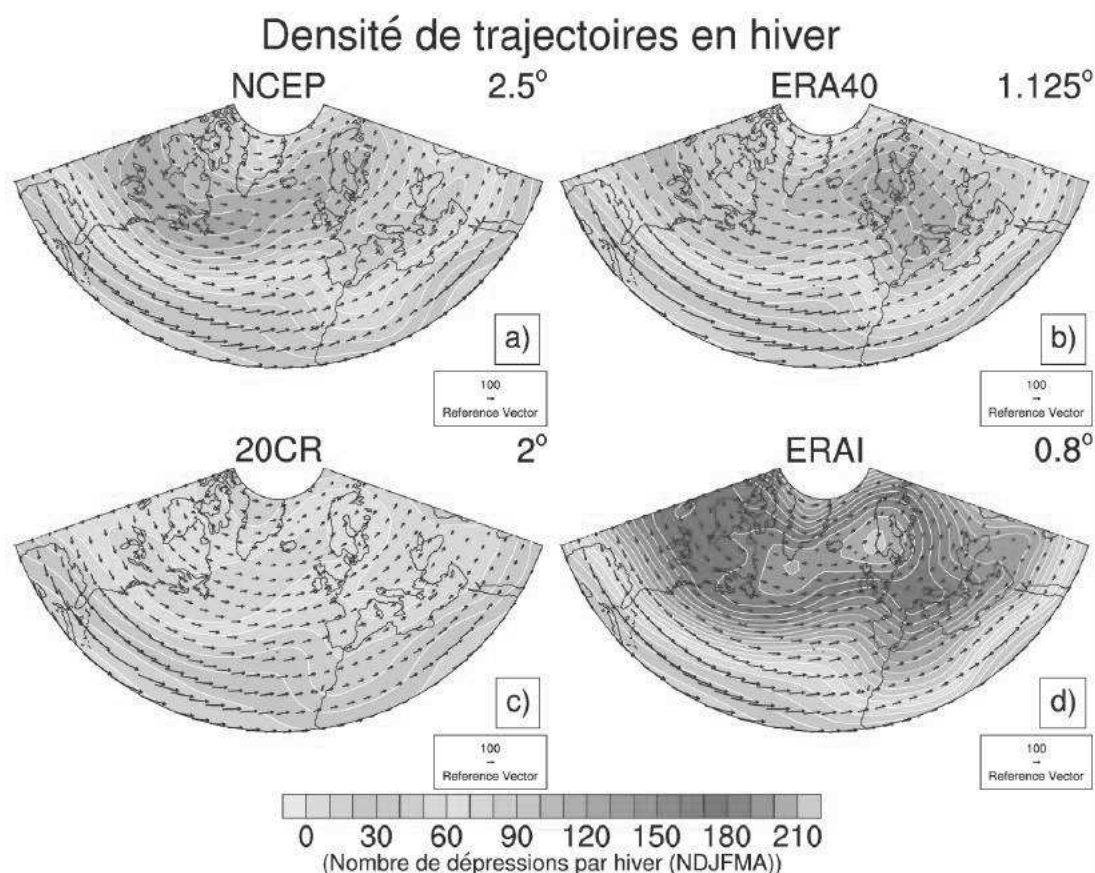 Densité de trajectoires en hiver
NCEP 2.5°
ERA40 1.125°
a)
b)
100
Reference Vector
100
Reference Vector
20CR 2°
ERAI 0.8°
c)
d)
100
Reference Vector
100
Reference Vector
0 30 60 90 120 150 180 210
(Nombre de dépressions par hiver (NDJFMA))